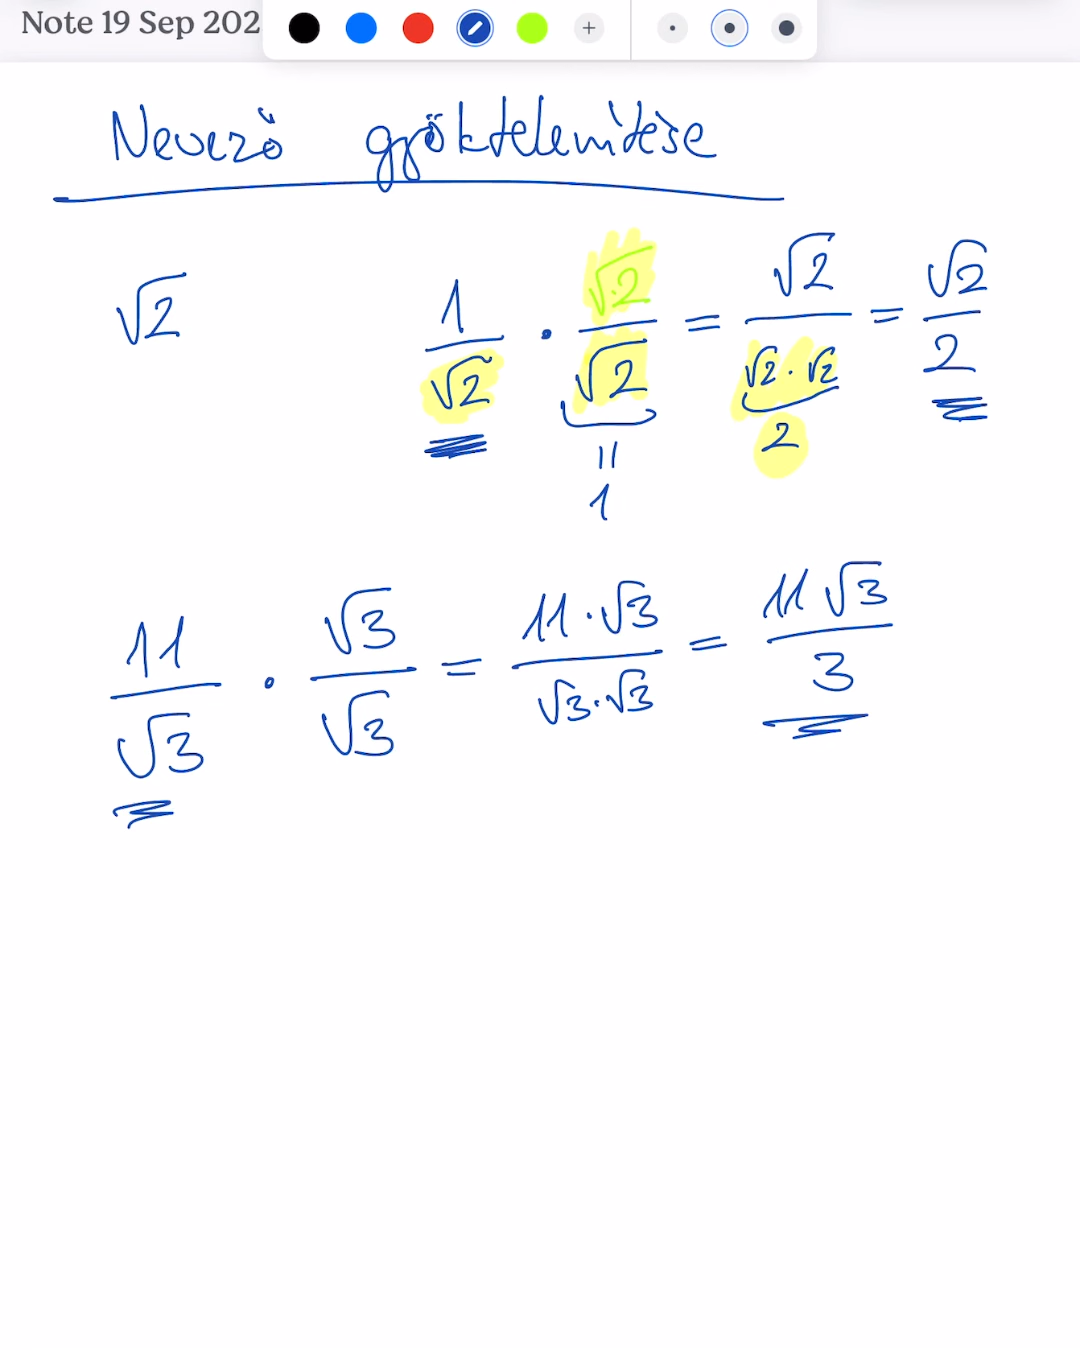 Note 19 Sep 202
Nevező gyöktelenítése
√2
1/√2 · √2/√2 = √2/(√2 · √2) = √2/2
2
=
1
11/√3 · √3/√3 = 11 · √3/(√3 · √3) = 11√3/3